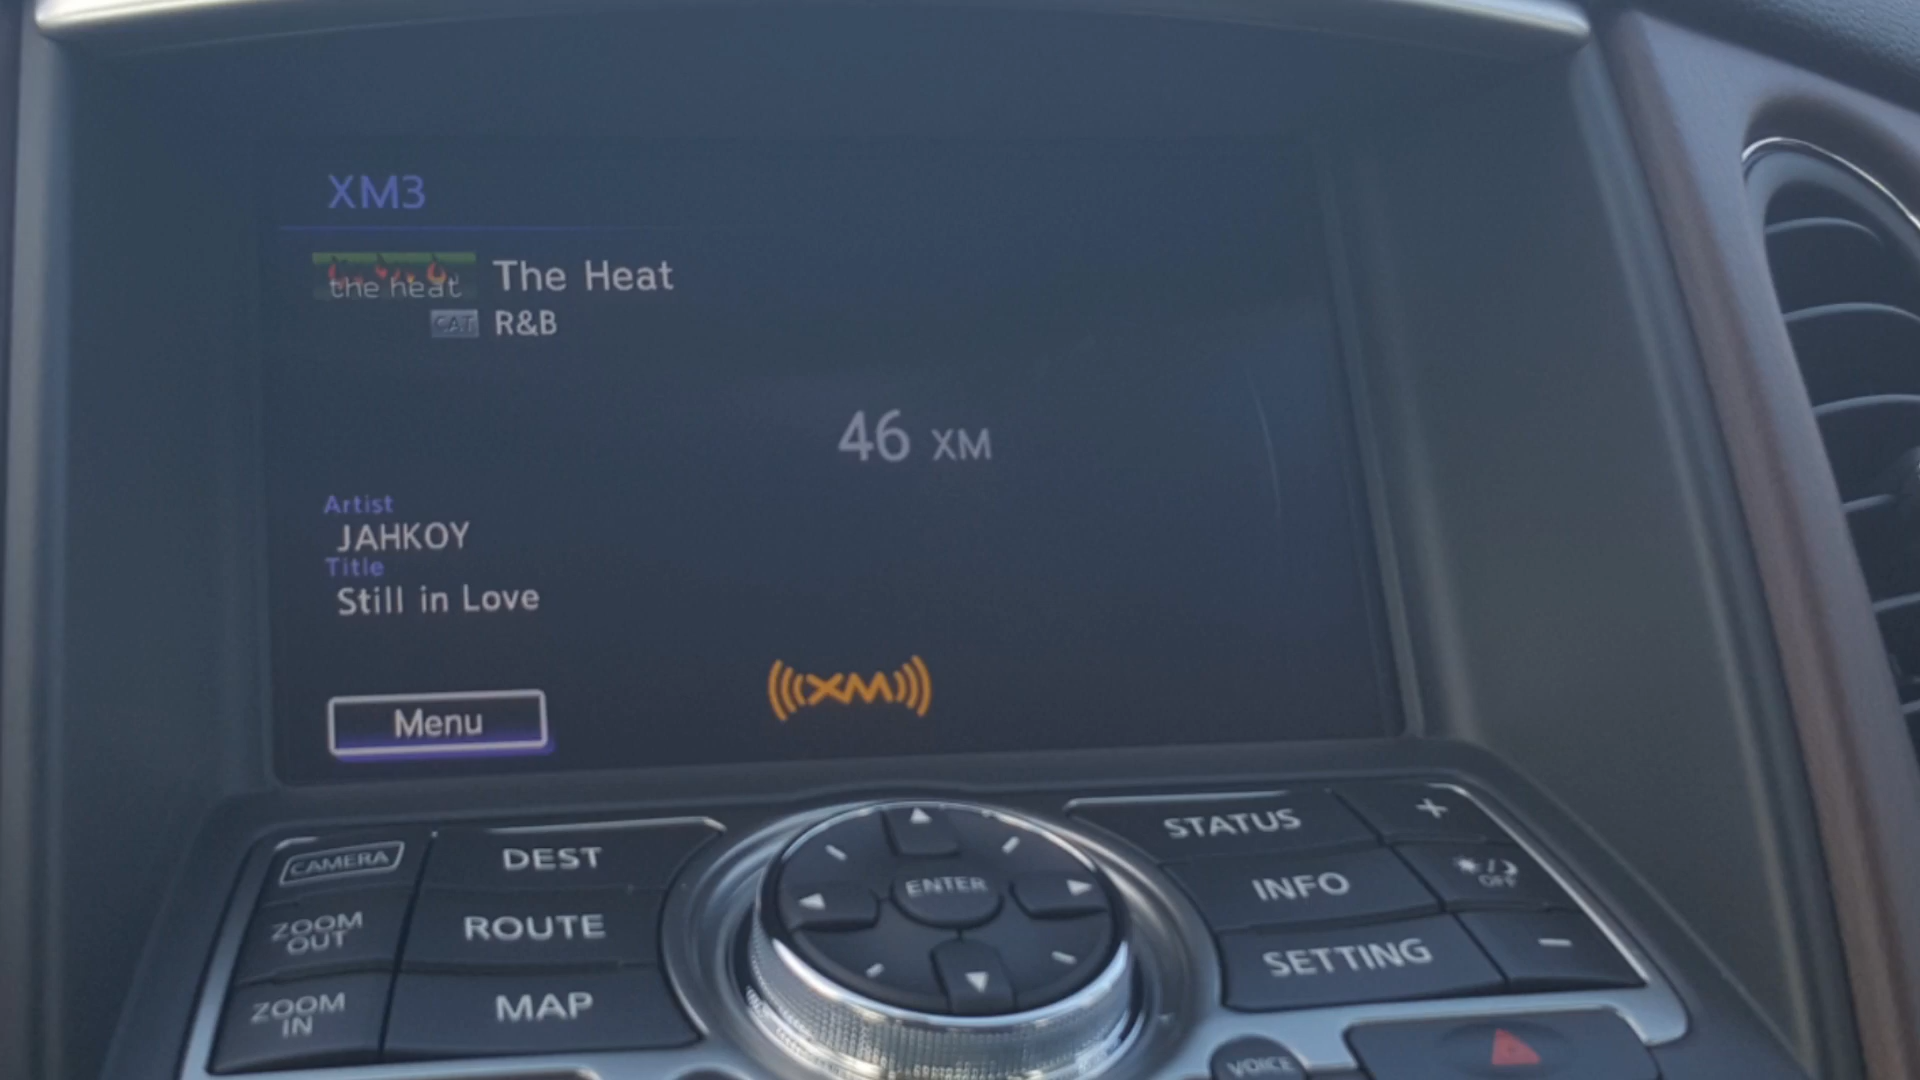 XM3
the heat
The Heat
CAT R&B
46 XM
Artist
JAHKOY
Title
Still in Love
Menu
XM
CAMERA
DEST
ZOOM OUT
ROUTE
ZOOM IN
MAP
ENTER
STATUS
+
INFO
OFF
SETTING
-
VOICE